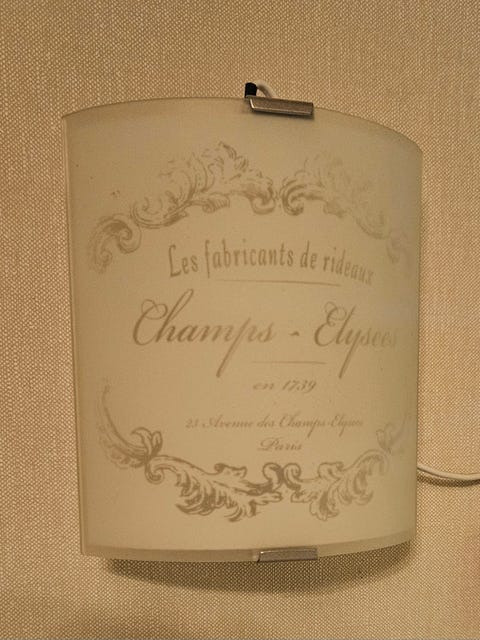 Les fabricants de rideaux
Champs - Elysees
en 1739
23 Avenue des Champs-Elysees
Paris